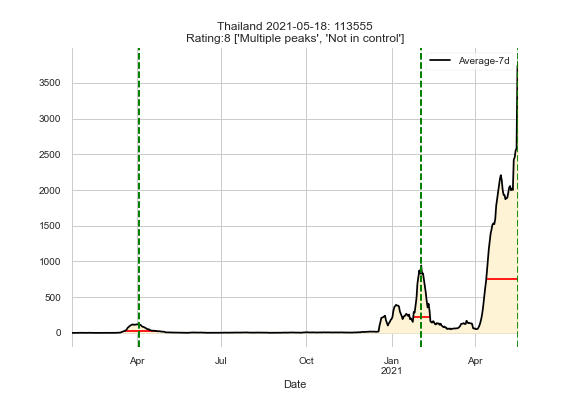 Thailand 2021-05-18: 113555
Rating:8 ['Multiple peaks', 'Not in control']
Average-7d
3500
3000
2500
2000
1500
1000
500
0
Apr
Jul
Oct
Jan
2021
Apr
Date